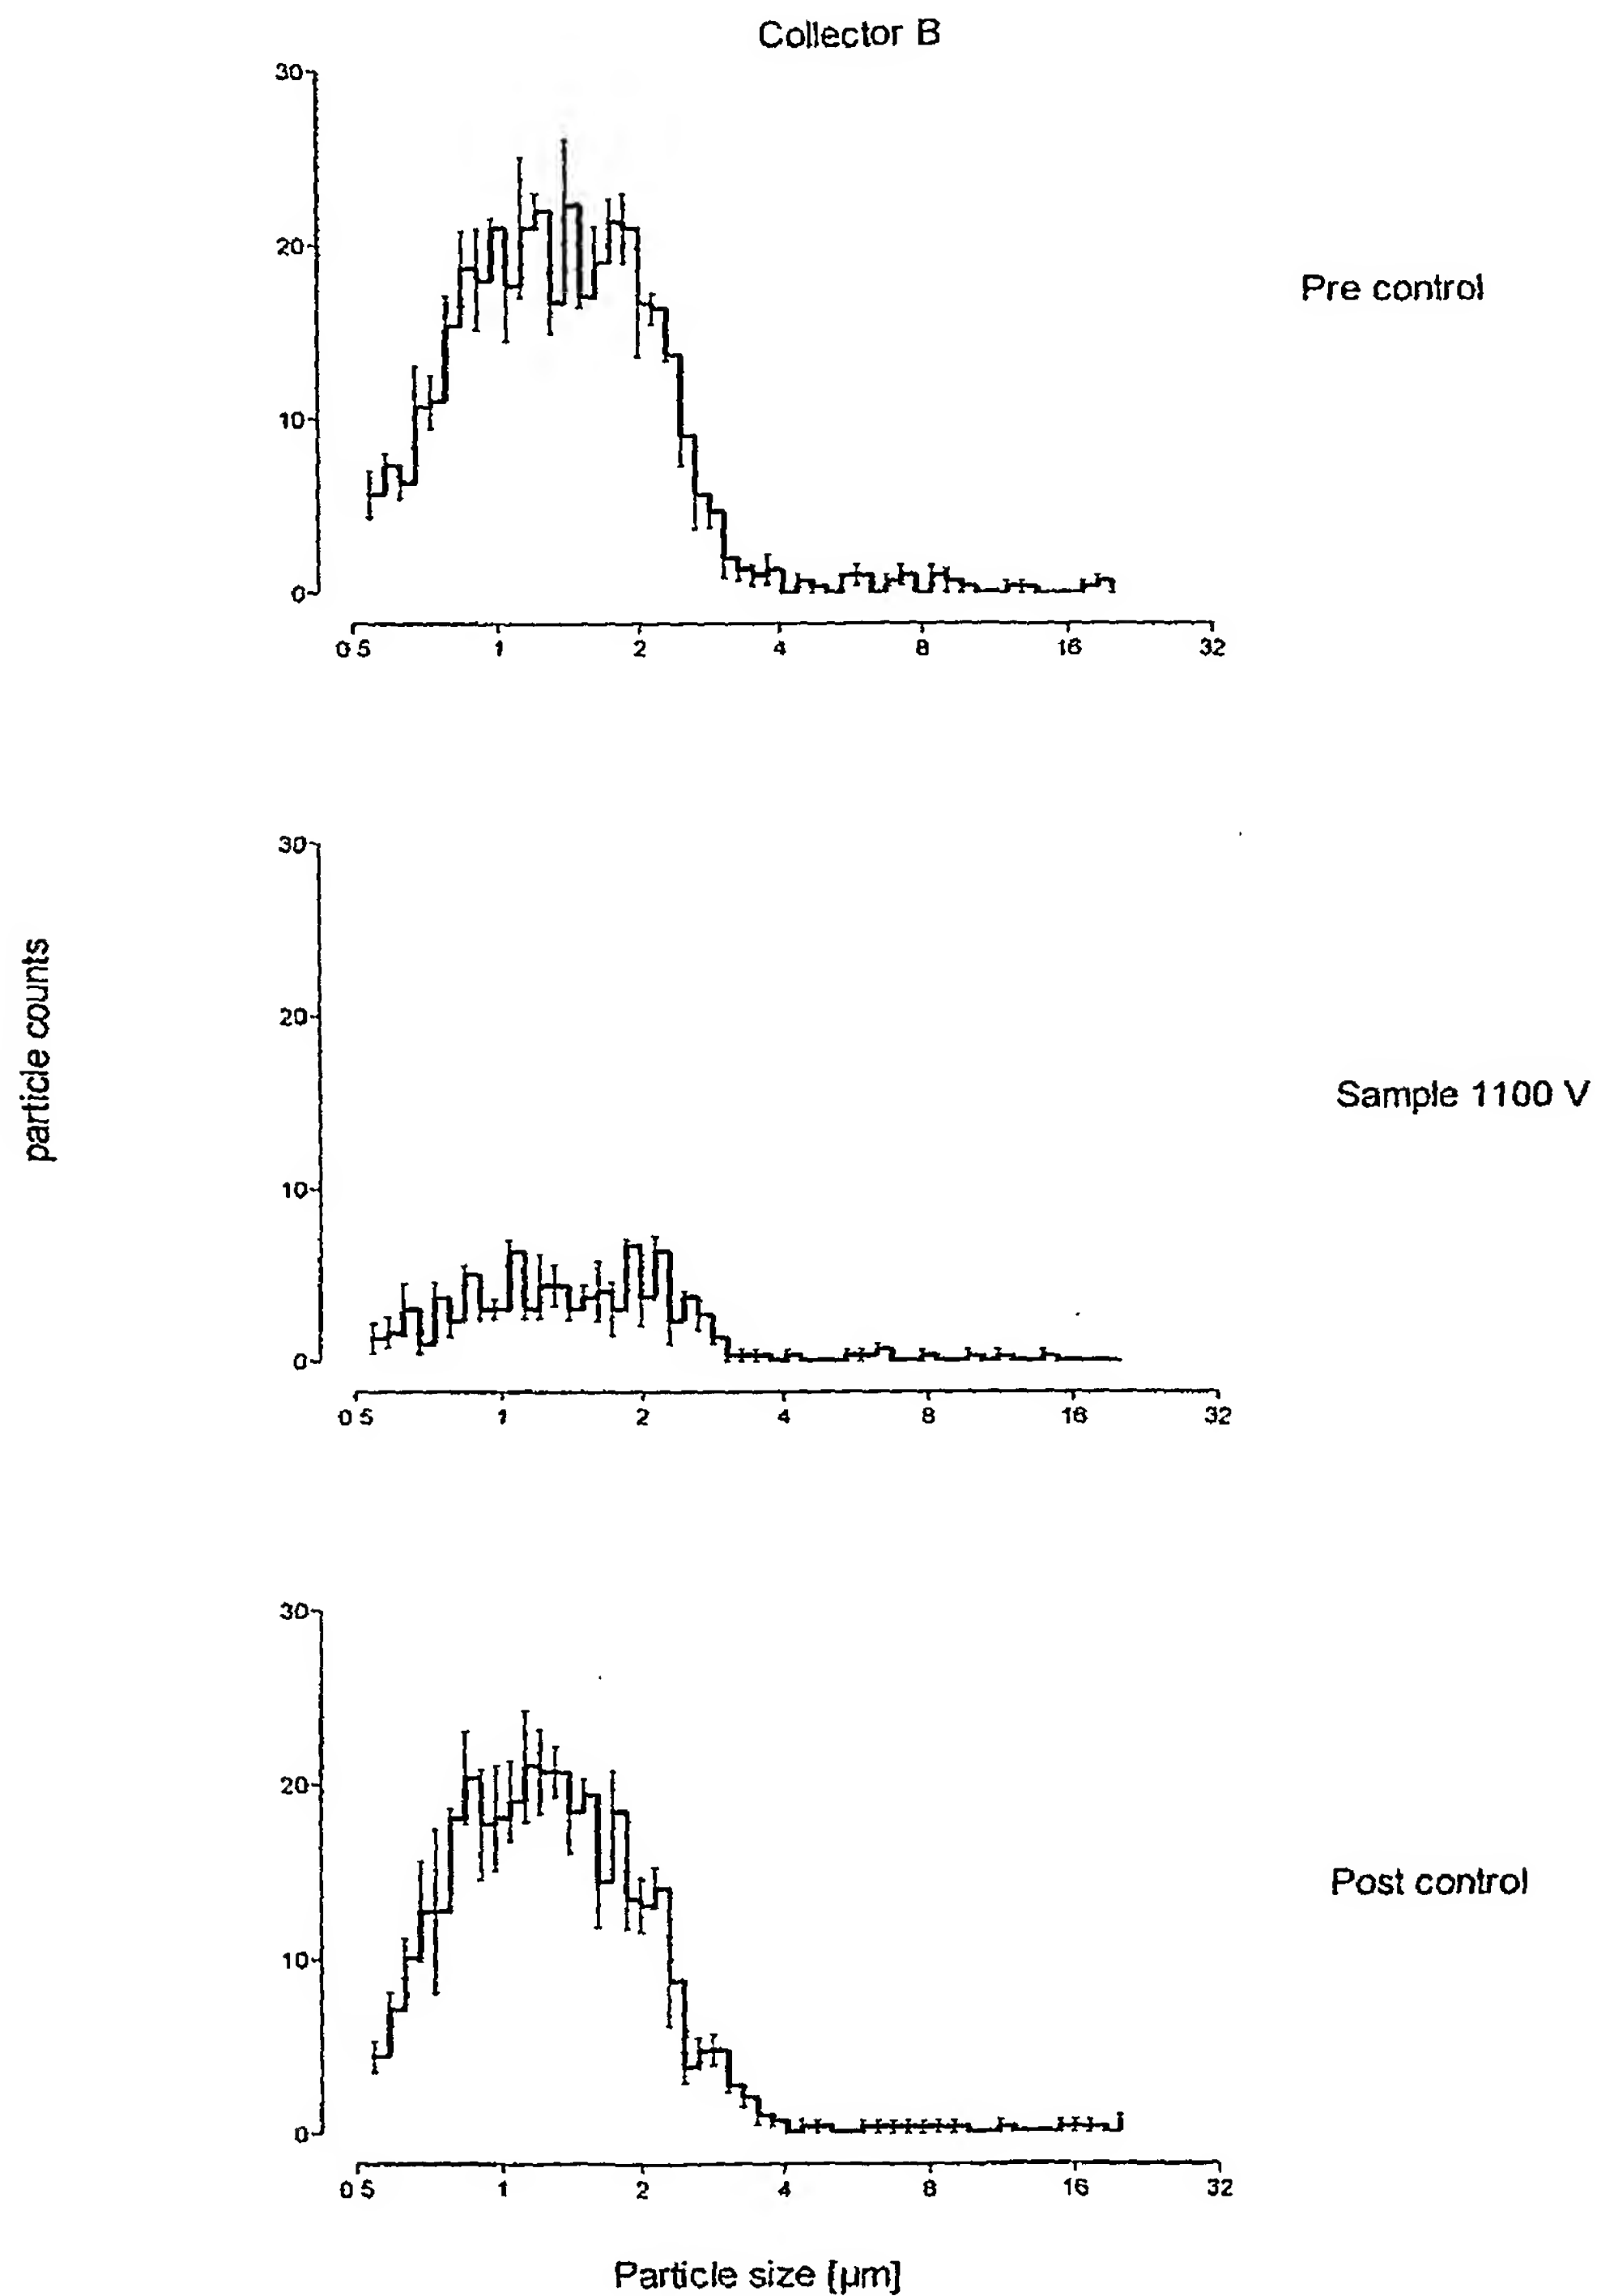 Collector B
30
20
10
0
Pre control
0 5 1 2 4 8 16 32
particle counts
30
20
10
0
Sample 1100 V
0 5 1 2 4 8 16 32
30
20
10
0
Post control
0 5 1 2 4 8 16 32
Particle size [µm]